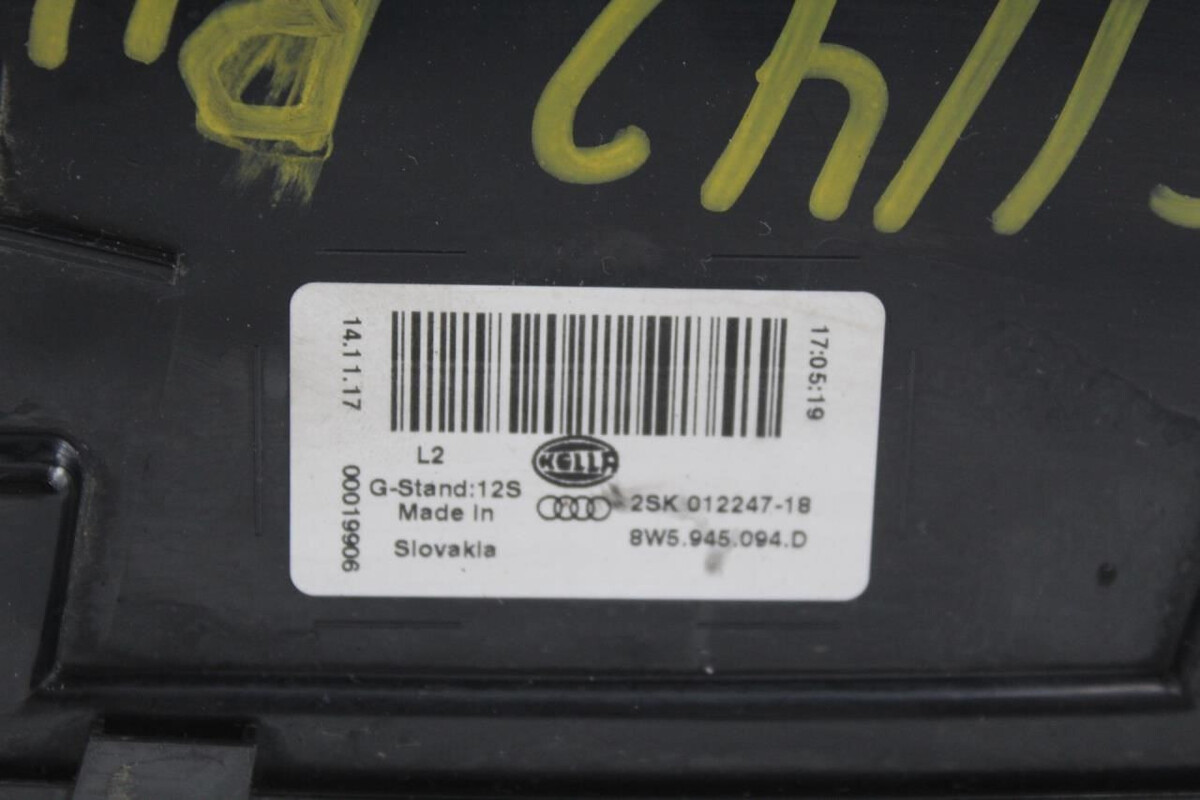 14.11.17
17:05:19
L2
HELLA
G-Stand:12S
2SK 012247-18
Made in
8W5.945.094.D
Slovakia
00019906